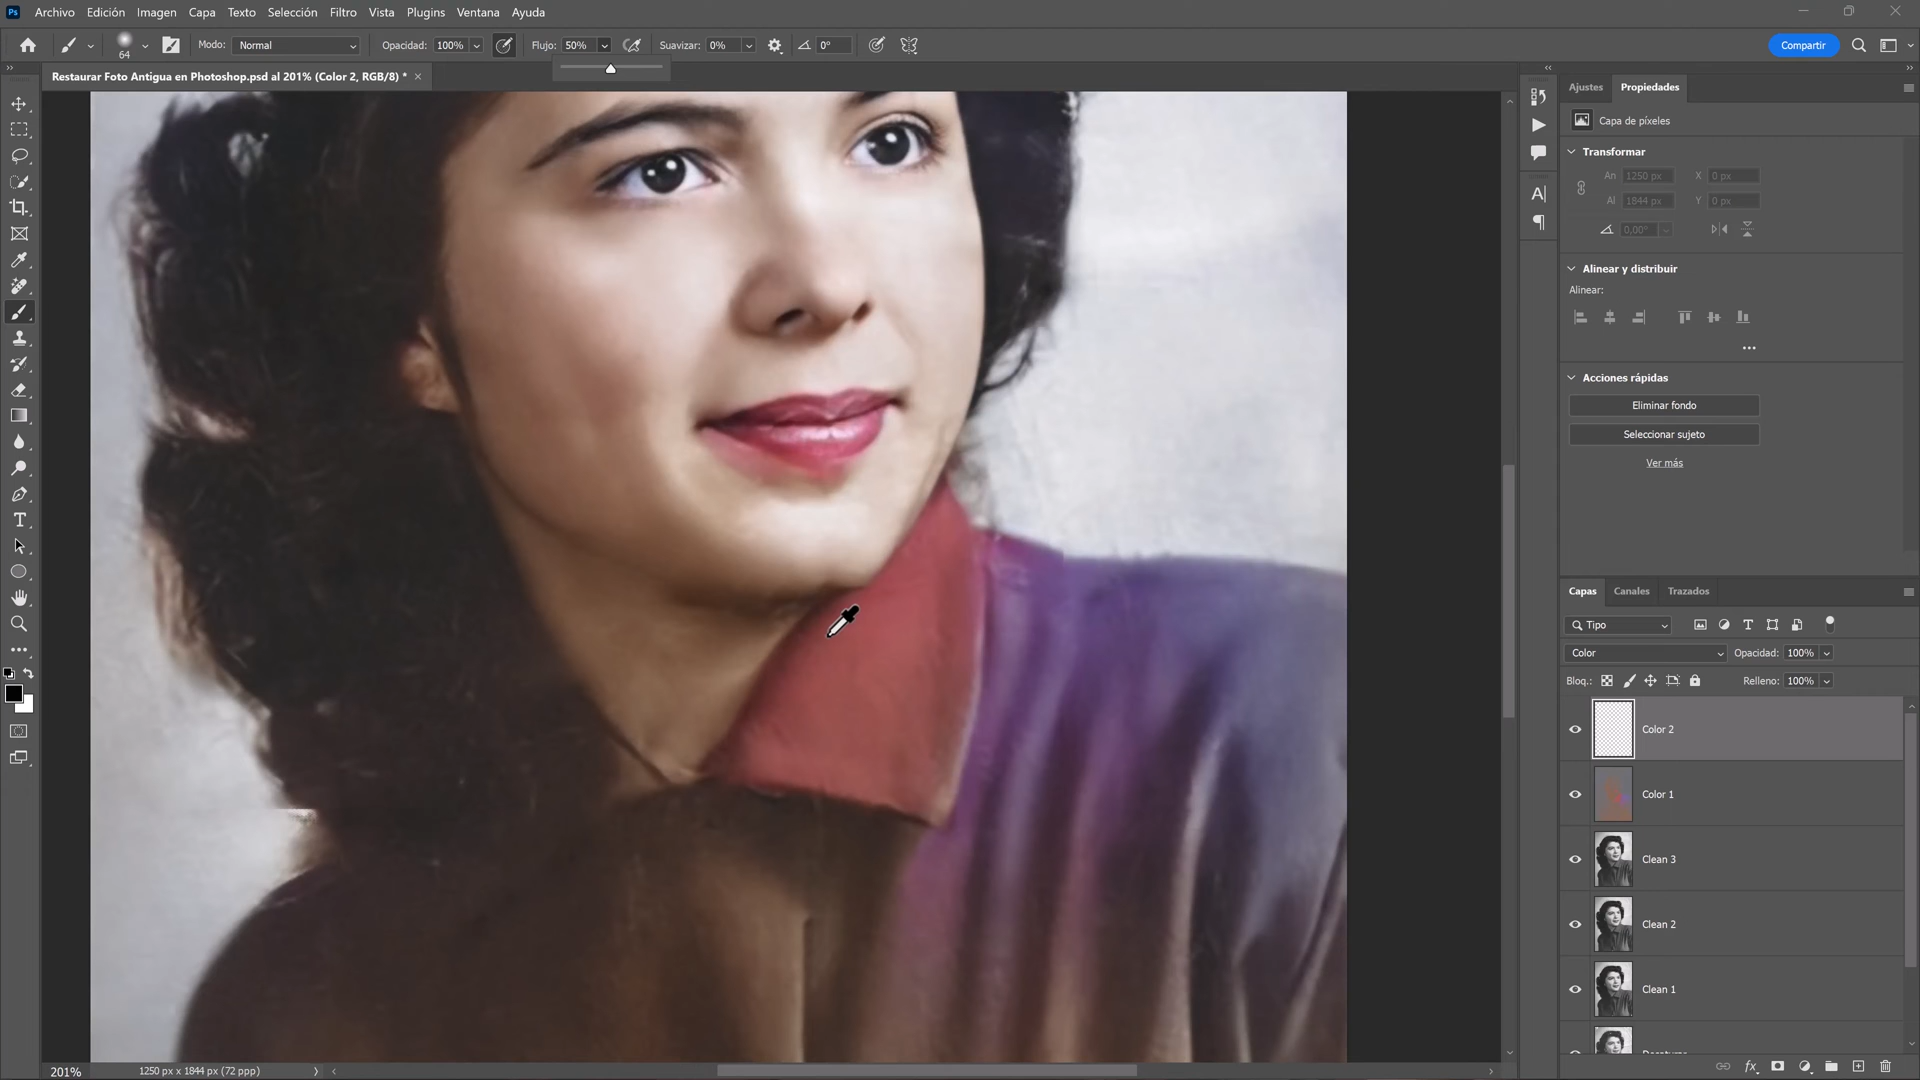 Ps Archivo Edición Imagen Capa Texto Selección Filtro Vista Plugins Ventana Ayuda
64 Modo: Normal Opacidad: 100% Flujo: 50% Suavizar: 0% 0° Compartir
Restaurar Foto Antigua en Photoshop.psd al 201% (Color 2, RGB/8) *
Ajustes Propiedades
Capa de píxeles
Transformar
An 1250 px X 0 px
Al 1844 px Y 0 px
0,00°
Alinear y distribuir
Alinear:
Acciones rápidas
Eliminar fondo
Seleccionar sujeto
Ver más
Capas Canales Trazados
Tipo
Color Opacidad: 100%
Bloq.: Relleno: 100%
Color 2
Color 1
Clean 3
Clean 2
Clean 1
201% 1250 px x 1844 px (72 ppp)